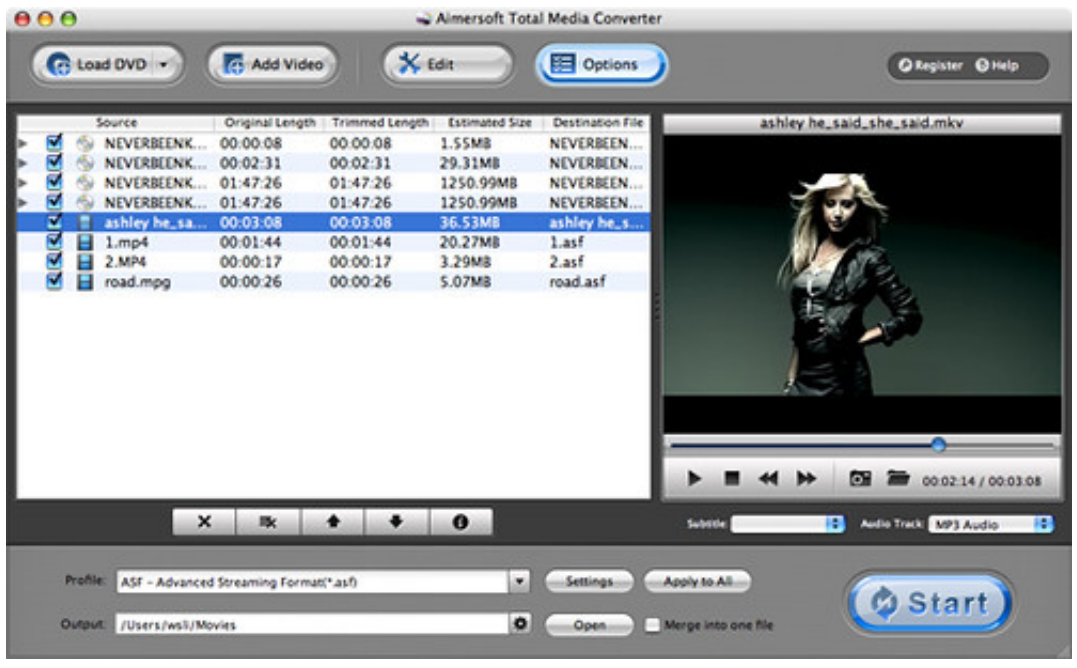 Aimersoft Total Media Converter
Load DVD Add Video Edit Options Register Help
Source Original Length Trimmed Length Estimated Size Destination File
NEVERBEENK... 00:00:08 00:00:08 1.55MB NEVERBEEN...
NEVERBEENK... 00:02:31 00:02:31 29.31MB NEVERBEEN...
NEVERBEENK... 01:47:26 01:47:26 1250.99MB NEVERBEEN...
NEVERBEENK... 01:47:26 01:47:26 1250.99MB NEVERBEEN...
ashley he_sa... 00:03:08 00:03:08 36.53MB ashley he_s...
1.mp4 00:01:44 00:01:44 20.27MB 1.asf
2.MP4 00:00:17 00:00:17 3.29MB 2.asf
road.mpg 00:00:26 00:00:26 5.07MB road.asf
ashley he_said_she_said.mkv
00:02:14 / 00:03:08
Subtitle: Audio Track: MP3 Audio
Profile: ASF - Advanced Streaming Format(*.asf) Settings Apply to All
Output: /Users/wsli/Movies Open Merge into one file
Start